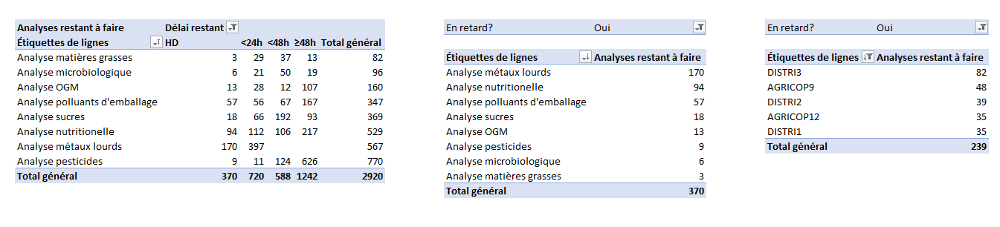 Analyses restant à faire Délai restant
Étiquettes de lignes HD <24h <48h ≥48h Total général
Analyse matières grasses 3 29 37 13 82
Analyse microbiologique 6 21 50 19 96
Analyse OGM 13 28 12 107 160
Analyse polluants d'emballage 57 56 67 167 347
Analyse sucres 18 66 192 93 369
Analyse nutritionelle 94 112 106 217 529
Analyse métaux lourds 170 397 567
Analyse pesticides 9 11 124 626 770
Total général 370 720 588 1242 2920
En retard? Oui
Étiquettes de lignes Analyses restant à faire
Analyse métaux lourds 170
Analyse nutritionelle 94
Analyse polluants d'emballage 57
Analyse sucres 18
Analyse OGM 13
Analyse pesticides 9
Analyse microbiologique 6
Analyse matières grasses 3
Total général 370
En retard? Oui
Étiquettes de lignes Analyses restant à faire
DISTRI3 82
AGRICOP9 48
DISTRI2 39
AGRICOP12 35
DISTRI1 35
Total général 239